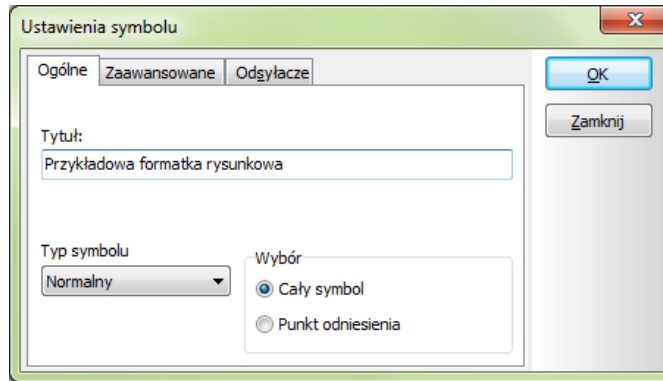 Ustawienia symbolu
Ogólne Zaawansowane Odsyłacze
OK
Zamknij
Tytuł:
Przykładowa formatka rysunkowa
Typ symbolu
Normalny
Wybór
Cały symbol
Punkt odniesienia